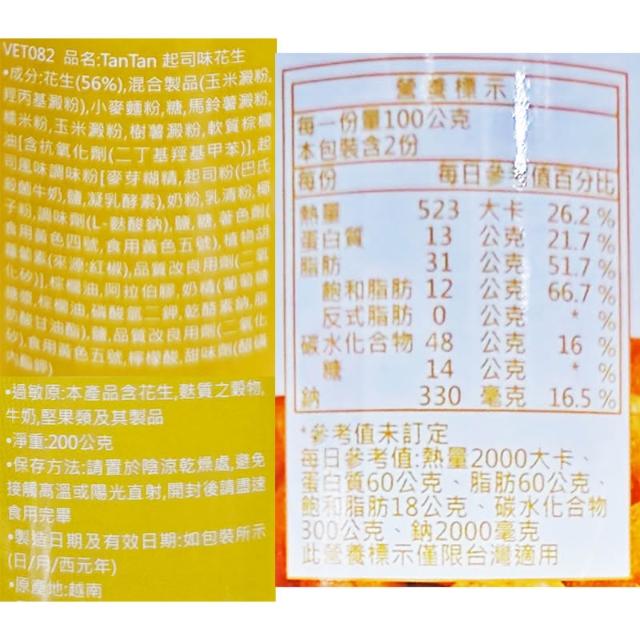 VET082 品名:TanTan 起司味花生
•成分:花生(56%),混合製品(玉米澱粉,
羥丙基澱粉),小麥麵粉,糖,馬鈴薯澱粉,
糯米粉,玉米澱粉,樹薯澱粉,軟質棕櫚
油[含抗氧化劑(二丁基羥基甲苯)],起
司風味調味粉[麥芽糊精,起司粉(巴氏
殺菌牛奶,鹽,凝乳酵素),奶粉,乳清粉,椰
子粉,調味劑(L-麩酸鈉),鹽,糖,著色劑(
食用黃色四號,食用黃色五號),植物胡
蘿蔔素(來源:紅椒),品質改良用劑(二氧
化矽)],棕櫚油,阿拉伯膠,奶精(葡萄糖
糖漿,棕櫚油,磷酸氫二鉀,乾酪素鈉,脂
肪酸甘油酯),鹽,品質改良用劑(二氧化
矽),食用黃色五號,檸檬酸,甜味劑(醋磺
內酯鉀)
•過敏原:本產品含花生,麩質之穀物,
牛奶,堅果類及其製品
•淨重:200公克
•保存方法:請置於陰涼乾燥處,避免
接觸高溫或陽光直射,開封後請盡速
食用完畢
•製造日期及有效日期:如包裝所示
(日/月/西元年)
•原產地:越南
營養標示
每一份量100公克
本包裝含2份
每份 每日參考值百分比
熱量 523 大卡 26.2 %
蛋白質 13 公克 21.7 %
脂肪 31 公克 51.7 %
飽和脂肪 12 公克 66.7 %
反式脂肪 0 公克 * %
碳水化合物 48 公克 16 %
糖 14 公克 * %
鈉 330 毫克 16.5 %
*參考值未訂定
每日參考值:熱量2000大卡、
蛋白質60公克、脂肪60公克、
飽和脂肪18公克、碳水化合物
300公克、鈉2000毫克
此營養標示僅限台灣適用